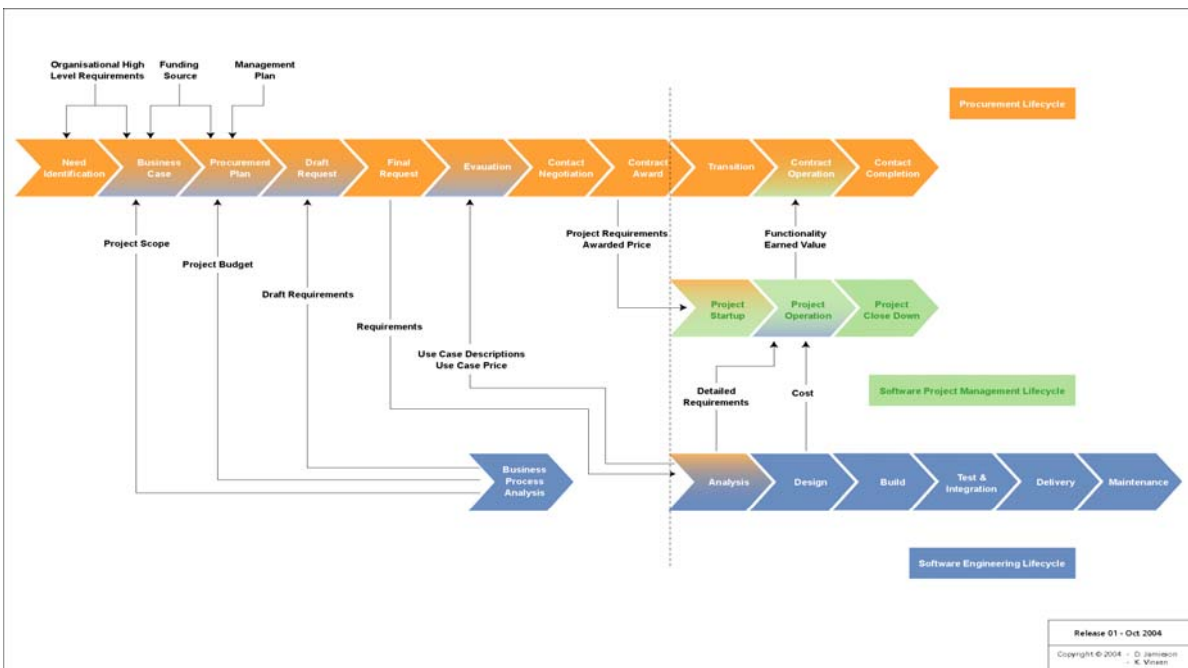 Organisational High
Level Requirements
Funding
Source
Management
Plan
Procurement Lifecycle
Need
Identification
Business
Case
Procurement
Plan
Draft
Request
Final
Request
Evauation
Contact
Negotiation
Contract
Award
Transition
Contract
Operation
Contact
Completion
Project Scope
Project Budget
Draft Requirements
Requirements
Use Case Descriptions
Use Case Price
Project Requirements
Awarded Price
Functionality
Earned Value
Project
Startup
Project
Operation
Project
Close Down
Detailed
Requirements
Cost
Software Project Management Lifecycle
Business
Process
Analysis
Analysis
Design
Build
Test &
Integration
Delivery
Maintenance
Software Engineering Lifecycle
Release 01 - Oct 2004
Copyright © 2004 - D. Jamieson
- K. Vinsen